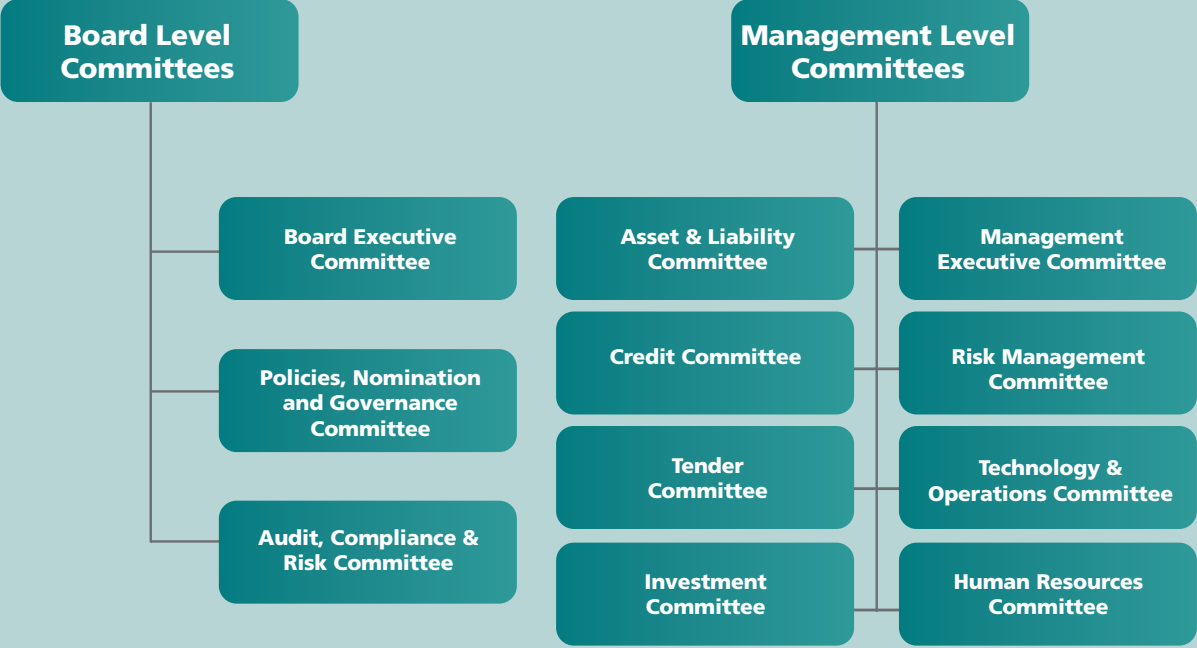 Board Level
Committees
Management Level
Committees
Board Executive
Committee
Policies, Nomination
and Governance
Committee
Audit, Compliance &
Risk Committee
Asset & Liability
Committee
Management
Executive Committee
Credit Committee
Risk Management
Committee
Tender
Committee
Technology &
Operations Committee
Investment
Committee
Human Resources
Committee